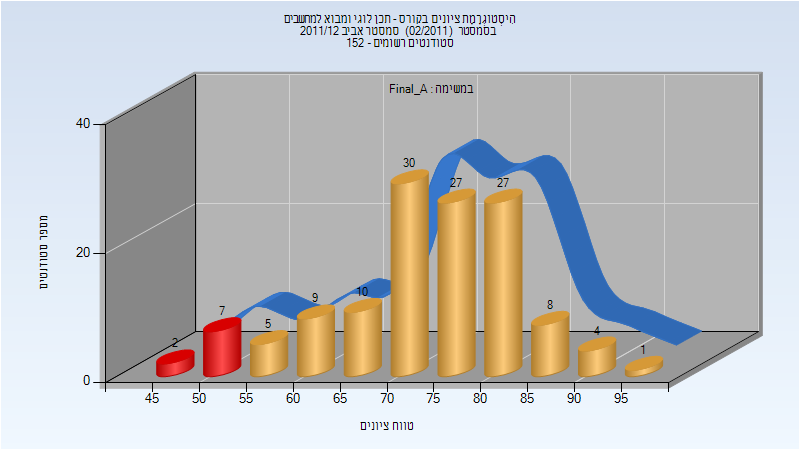 היסטוגרמת ציונים בקורס - תכן לוגי ומבוא למחשבים
בסמסטר (02/2011) סמסטר אביב 2011/12
סטודנטים רשומים - 152
במשימה : Final_A
מספר סטודנטים
40
20
0
2
7
5
9
10
30
27
27
8
4
1
45 50 55 60 65 70 75 80 85 90 95
טווח ציונים